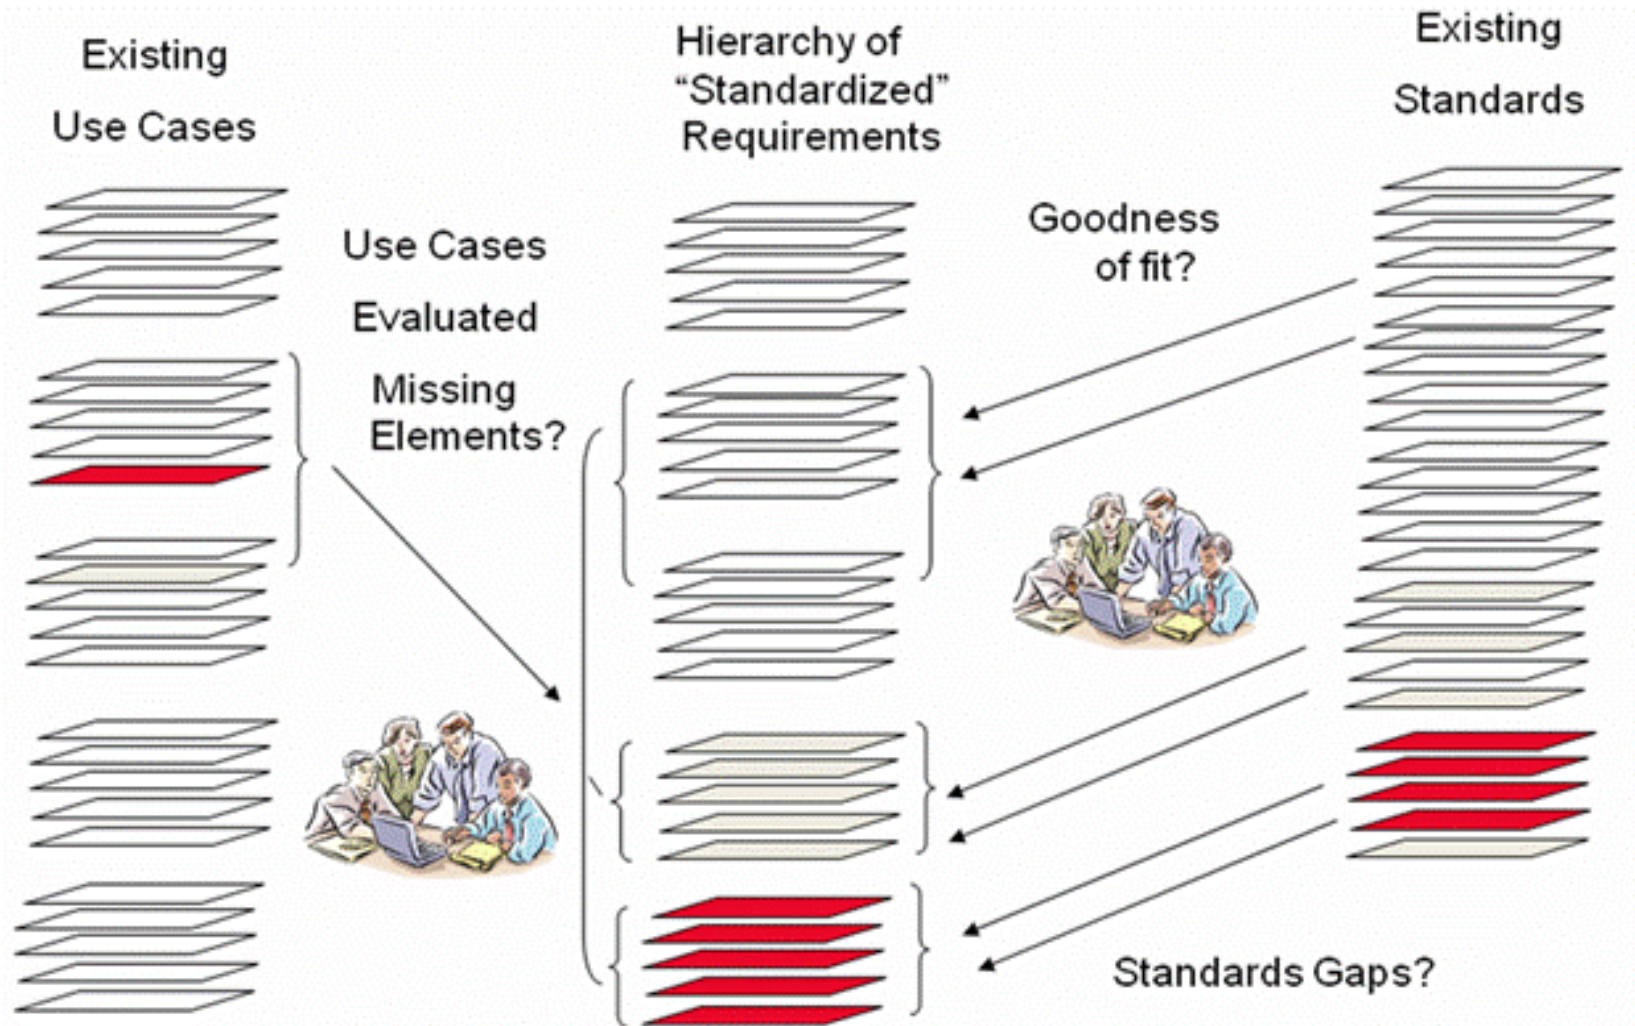 Existing
Use Cases
Hierarchy of
“Standardized”
Requirements
Existing
Standards
Use Cases
Evaluated
Missing
Elements?
Goodness
of fit?
Standards Gaps?